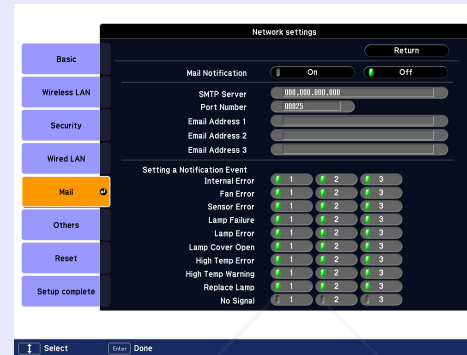 Network settings
Return
Basic
Mail Notification On Off
Wireless LAN
SMTP Server 000.000.000.000
Port Number 00025
Security
Email Address 1
Email Address 2
Email Address 3
Wired LAN
Setting a Notification Event
Internal Error 1 2 3
Mail
Fan Error 1 2 3
Sensor Error 1 2 3
Others
Lamp Failure 1 2 3
Lamp Error 1 2 3
Lamp Cover Open 1 2 3
Reset
High Temp Error 1 2 3
High Temp Warning 1 2 3
Setup complete
Replace Lamp 1 2 3
No Signal 1 2 3
Select Enter Done